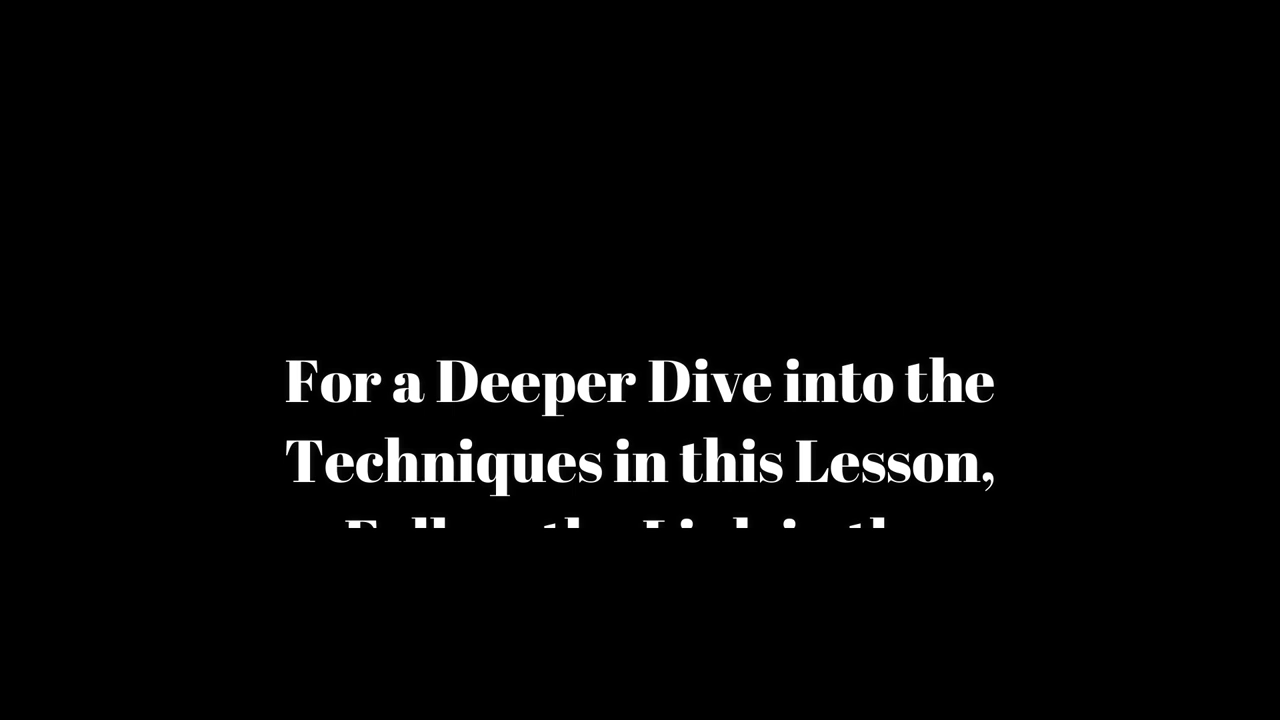 For a Deeper Dive into the
Techniques in this Lesson,